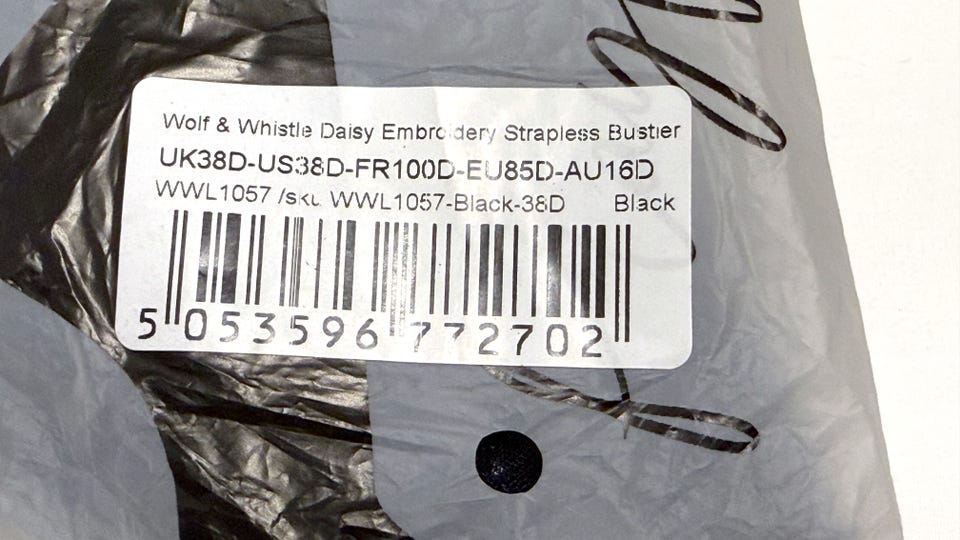 Wolf & Whistle Daisy Embroidery Strapless Bustier
UK38D-US38D-FR100D-EU85D-AU16D
WWL1057 /sku WWL1057-Black-38D Black
5 053596 772702